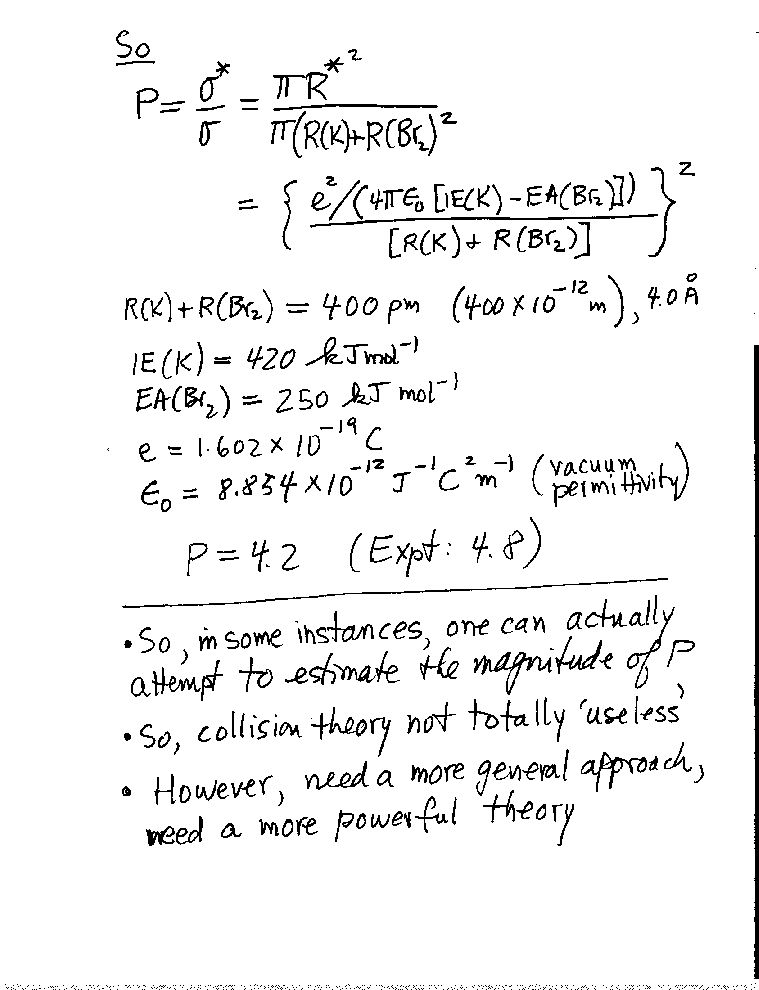 So
P = σ*/σ = πR*²/π(R(K)+R(Br₂))²
= { e²/(4πε₀ [IE(K) - EA(Br₂)]) / [R(K) + R(Br₂)] }²
R(K)+R(Br₂) = 400 pm (400 × 10⁻¹² m), 4.0 Å
IE(K) = 420 kJ mol⁻¹
EA(Br₂) = 250 kJ mol⁻¹
e = 1.602 × 10⁻¹⁹ C
ε₀ = 8.854 × 10⁻¹² J⁻¹ C² m⁻¹ (vacuum permittivity)
P = 4.2 (Expt: 4.8)
• So, in some instances, one can actually
attempt to estimate the magnitude of P
• So, collision theory not totally 'useless'
• However, need a more general approach,
need a more powerful theory